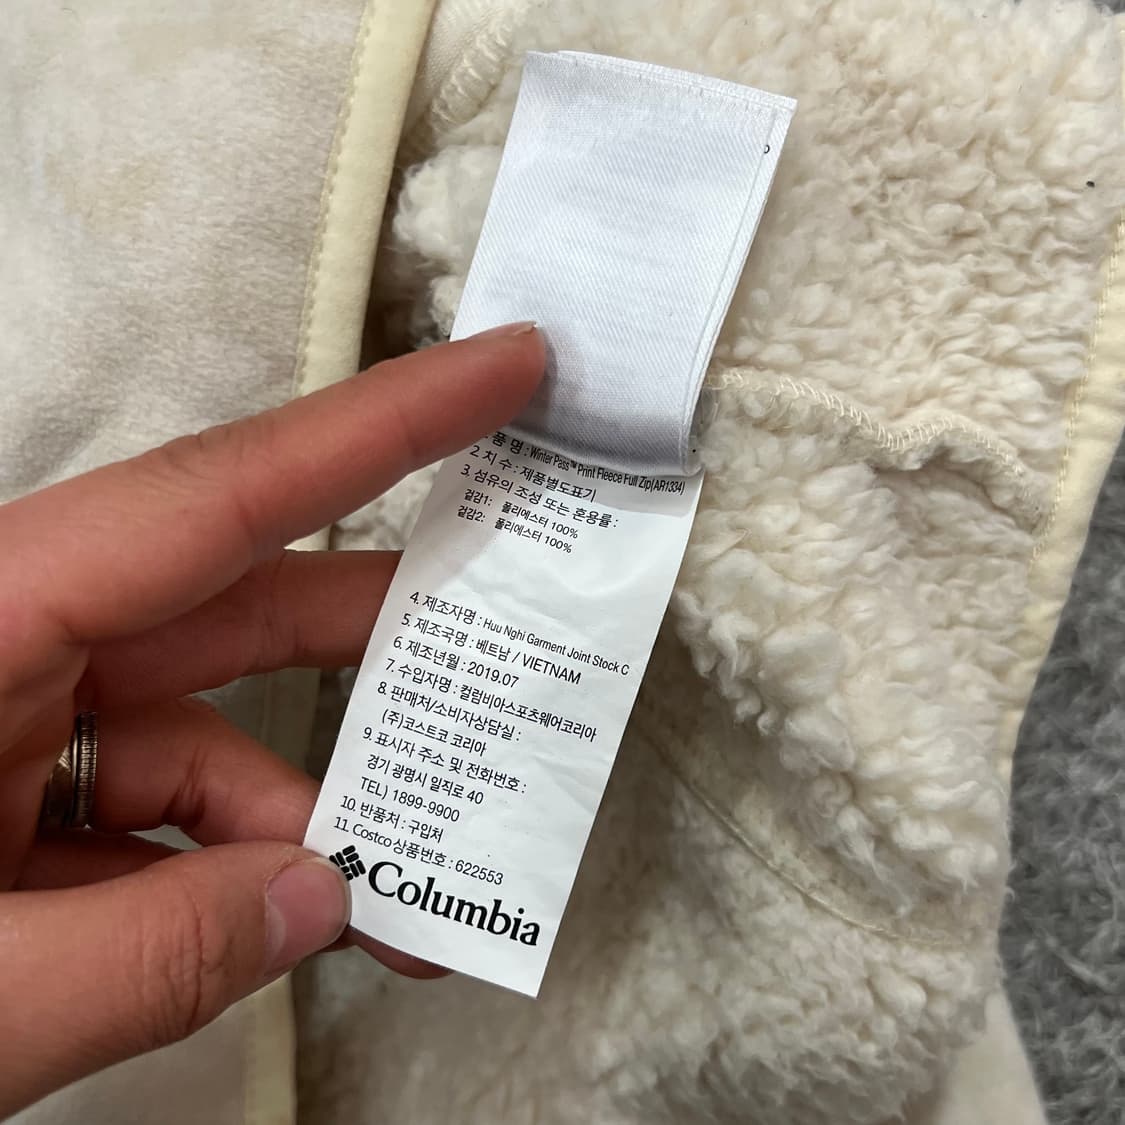 품 명 : Winter Pass™ Print Fleece Full Zip(AR1334)
2. 치 수 : 제품별도표기
3. 섬유의 조성 또는 혼용률 :
겉감1: 폴리에스터 100%
겉감2: 폴리에스터 100%
4. 제조자명 : Huu Nghi Garment Joint Stock C
5. 제조국명 : 베트남 / VIETNAM
6. 제조년월 : 2019.07
7. 수입자명 : 컬럼비아스포츠웨어코리아
8. 판매처/소비자상담실 :
(주)코스트코 코리아
9. 표시자 주소 및 전화번호 :
경기 광명시 일직로 40
TEL) 1899-9900
10. 반품처 : 구입처
11. Costco 상품번호 : 622553
Columbia